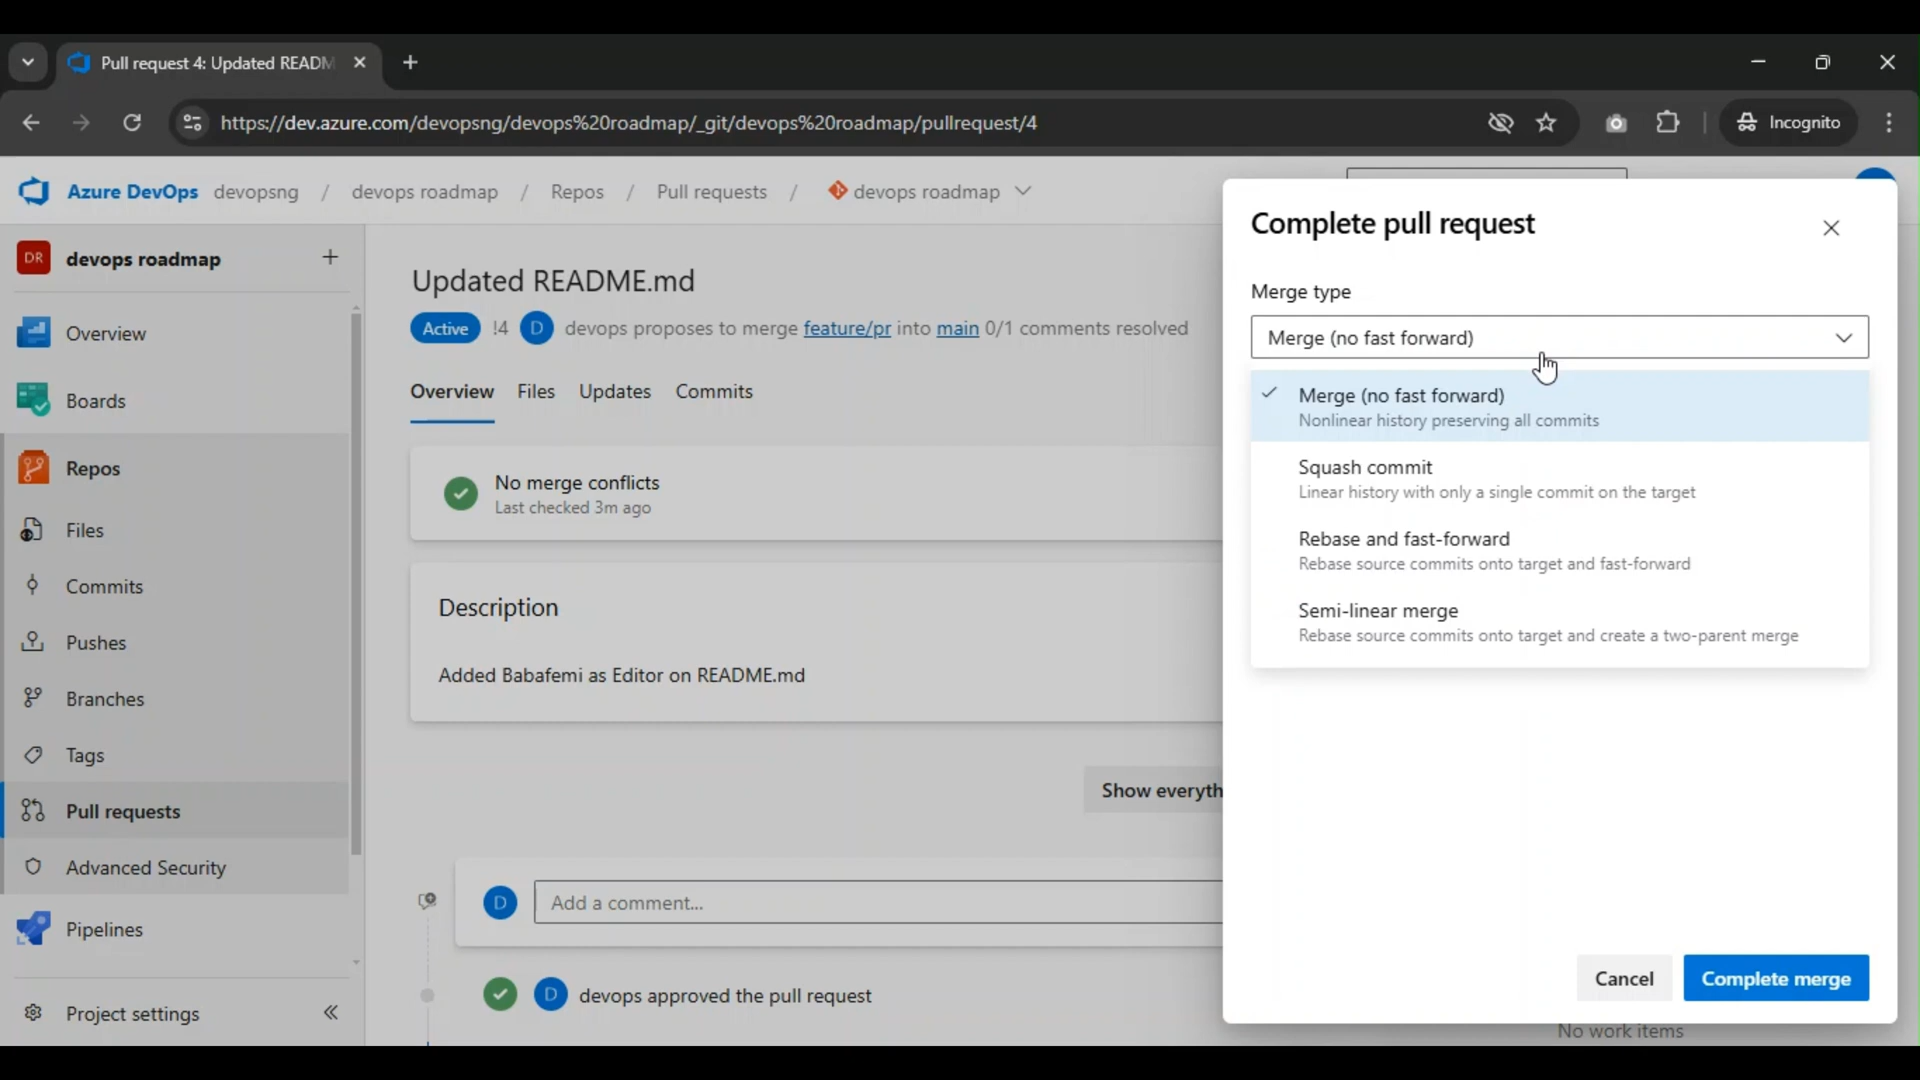 Pull request 4: Updated READM
https://dev.azure.com/devopsng/devops%20roadmap/_git/devops%20roadmap/pullrequest/4
Incognito
Azure DevOps devopsng / devops roadmap / Repos / Pull requests / devops roadmap
DR devops roadmap
Overview
Boards
Repos
Files
Commits
Pushes
Branches
Tags
Pull requests
Advanced Security
Pipelines
Project settings
Updated README.md
Active !4 D devops proposes to merge feature/pr into main 0/1 comments resolved
Overview Files Updates Commits
No merge conflicts
Last checked 3m ago
Description
Added Babafemi as Editor on README.md
Show everyth
D Add a comment...
D devops approved the pull request
Complete pull request
Merge type
Merge (no fast forward)
Merge (no fast forward)
Nonlinear history preserving all commits
Squash commit
Linear history with only a single commit on the target
Rebase and fast-forward
Rebase source commits onto target and fast-forward
Semi-linear merge
Rebase source commits onto target and create a two-parent merge
Cancel Complete merge
No work items